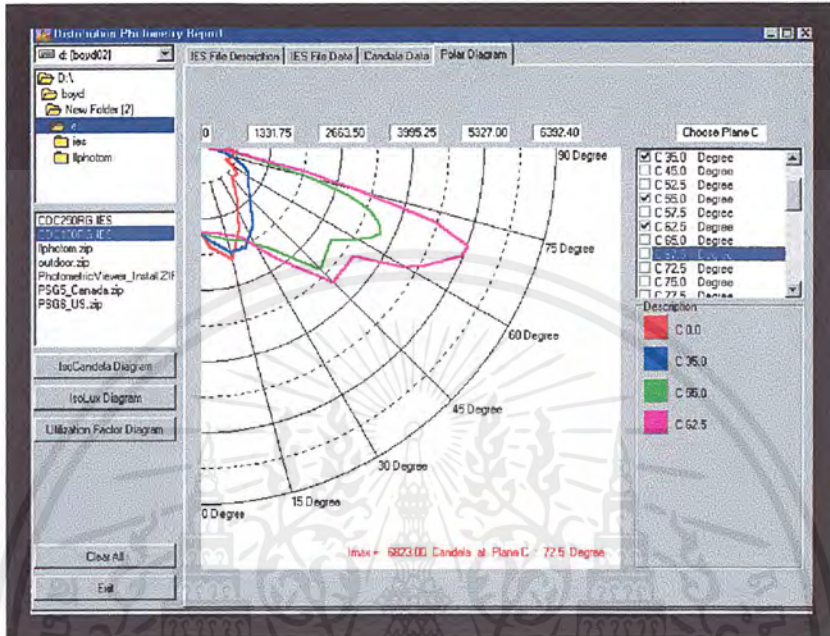 Distribution Photometry Report
d: [boyd02]
IES File Description
IES File Data
Candala Data
Polar Diagram
D:\
boyd
New Folder (2)
ies
llphotom
CDC250RG.IES
llphotom.zip
outdoor.zip
PhotometricViewer_Install.ZIP
PSG5_Canada.zip
PSG8_US.zip
IsoCandela Diagram
IsoLux Diagram
Utilization Factor Diagram
Clear All
Exit
0 1331.75 2663.50 3995.25 5327.00 6392.40
90 Degree
75 Degree
60 Degree
45 Degree
30 Degree
15 Degree
0 Degree
Imax = 6823.00 Candela at Plane C : 72.5 Degree
Choose Plane C
C 35.0 Degree
C 45.0 Degree
C 52.5 Degree
C 55.0 Degree
C 57.5 Degree
C 62.5 Degree
C 65.0 Degree
C 72.5 Degree
C 75.0 Degree
C 77.5 Degree
Description
C 0.0
C 35.0
C 55.0
C 62.5